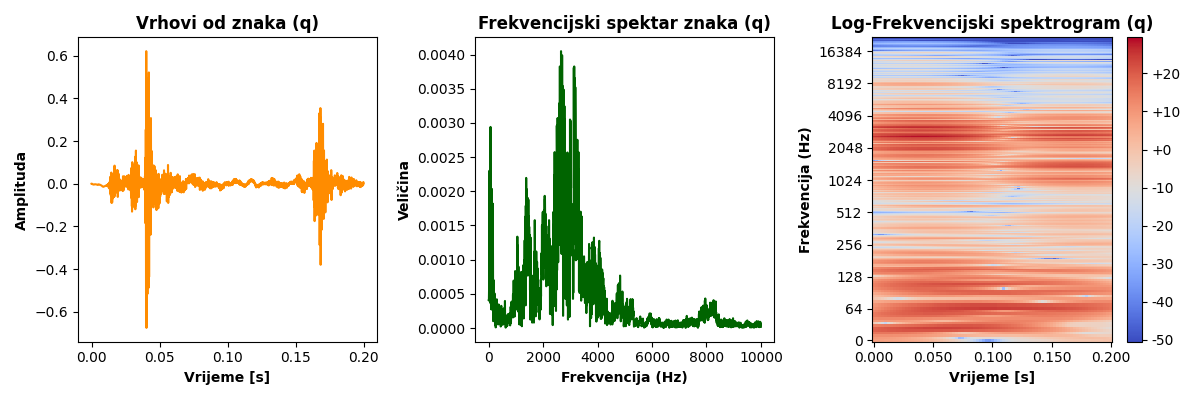 Vrhovi od znaka (q)
0.6
0.4
0.2
0.0
−0.2
−0.4
−0.6
Amplituda
0.00 0.05 0.10 0.15 0.20
Vrijeme [s]
Frekvencijski spektar znaka (q)
0.0040
0.0035
0.0030
0.0025
0.0020
0.0015
0.0010
0.0005
0.0000
Veličina
0 2000 4000 6000 8000 10000
Frekvencija (Hz)
Log-Frekvencijski spektrogram (q)
16384
8192
4096
2048
1024
512
256
128
64
0
Frekvencija (Hz)
0.000 0.050 0.100 0.150 0.200
Vrijeme [s]
+20
+10
+0
-10
-20
-30
-40
-50